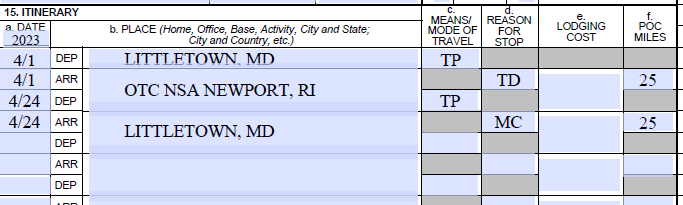 15. ITINERARY
a. DATE
2023
b. PLACE (Home, Office, Base, Activity, City and State;
City and Country, etc.)
c.
MEANS/
MODE OF
TRAVEL
d.
REASON
FOR
STOP
e.
LODGING
COST
f.
POC
MILES
4/1 DEP LITTLETOWN, MD TP
4/1 ARR TD 25
OTC NSA NEWPORT, RI
4/24 DEP TP
4/24 ARR MC 25
LITTLETOWN, MD
DEP
ARR
DEP
ARR